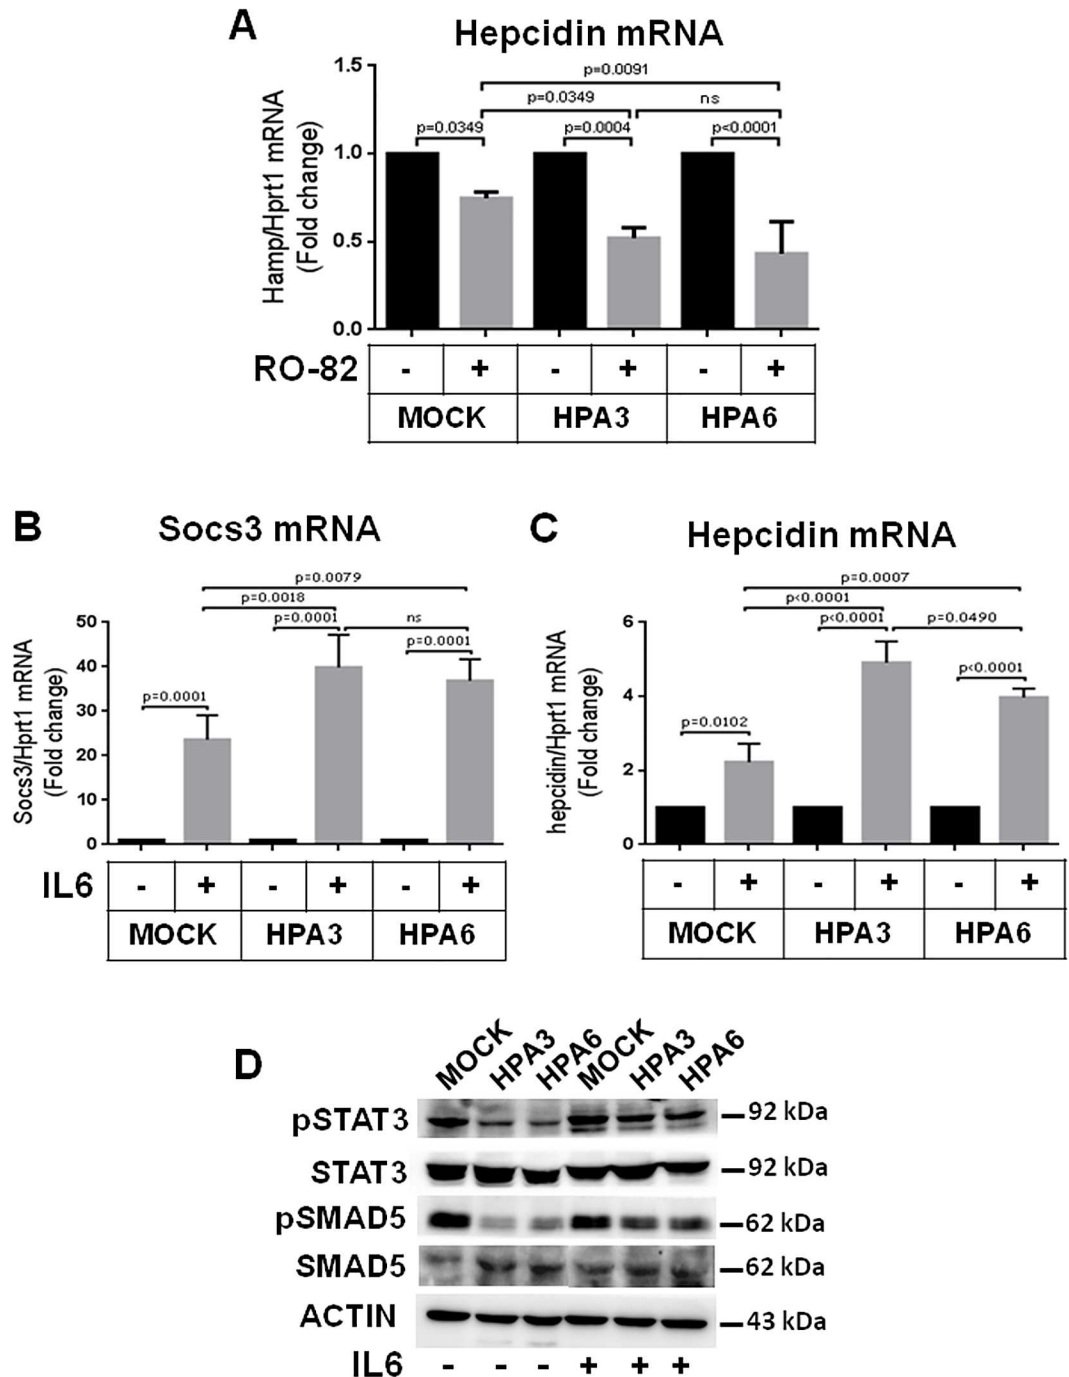 A
Hepcidin mRNA
Hamp/Hprt1 mRNA
(Fold change)
1.5
1.0
0.5
0.0
p=0.0091
p=0.0349
ns
p=0.0349
p=0.0004
p<0.0001
RO-82 - + - + - +
MOCK HPA3 HPA6
B
Socs3 mRNA
Socs3/Hprt1 mRNA
(Fold change)
50
40
30
20
10
0
p=0.0079
p=0.0018
p=0.0001
ns
p=0.0001
p=0.0001
IL6 - + - + - +
MOCK HPA3 HPA6
C
Hepcidin mRNA
hepcidin/Hprt1 mRNA
(Fold change)
6
4
2
0
p=0.0007
p<0.0001
p<0.0001
p=0.0490
p<0.0001
p=0.0102
- + - + - +
MOCK HPA3 HPA6
D
MOCK HPA3 HPA6 MOCK HPA3 HPA6
pSTAT3 92 kDa
STAT3 92 kDa
pSMAD5 62 kDa
SMAD5 62 kDa
ACTIN 43 kDa
IL6 - - - + + +